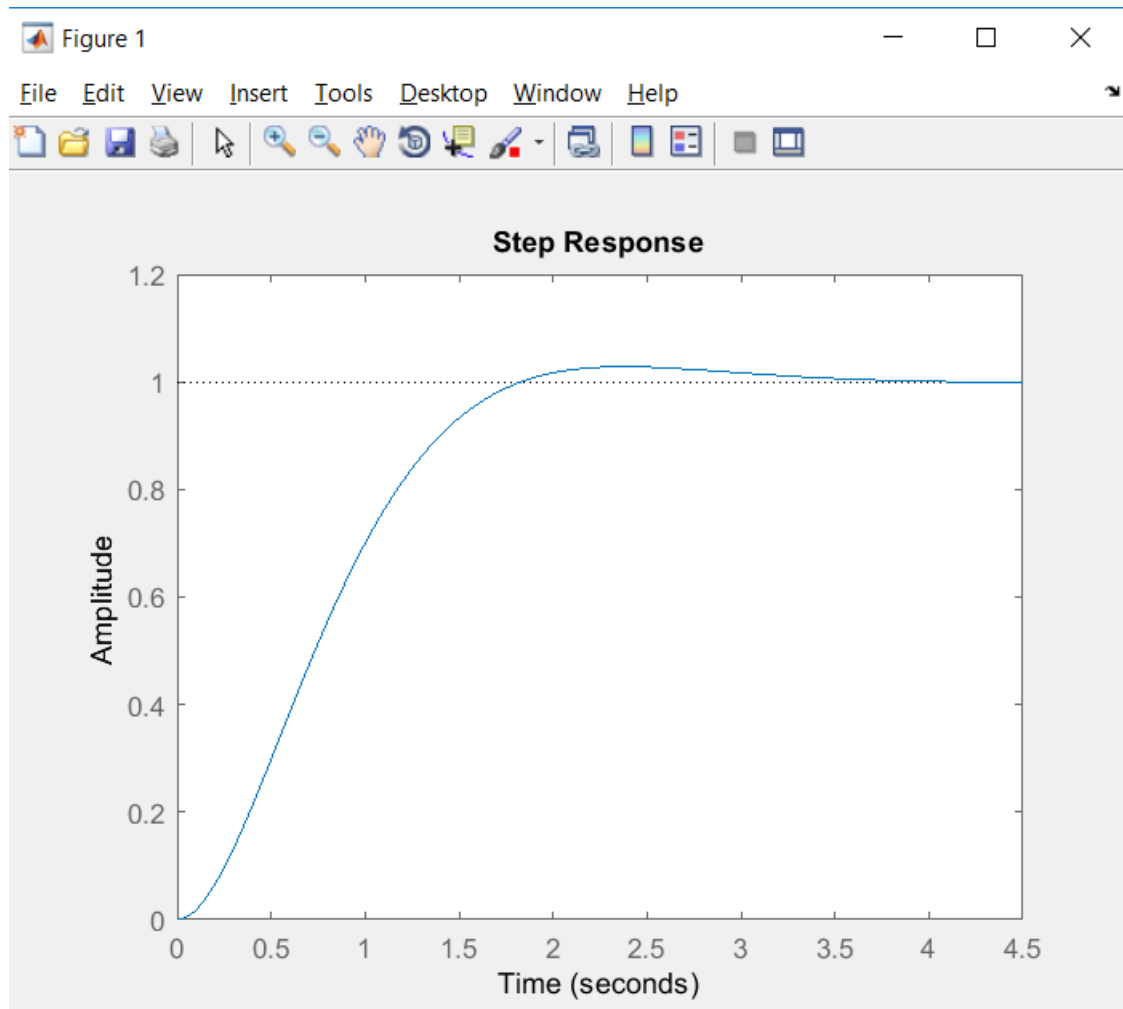 Figure 1
File Edit View Insert Tools Desktop Window Help
Step Response
1.2
1
0.8
0.6
0.4
0.2
0
Amplitude
0 0.5 1 1.5 2 2.5 3 3.5 4 4.5
Time (seconds)